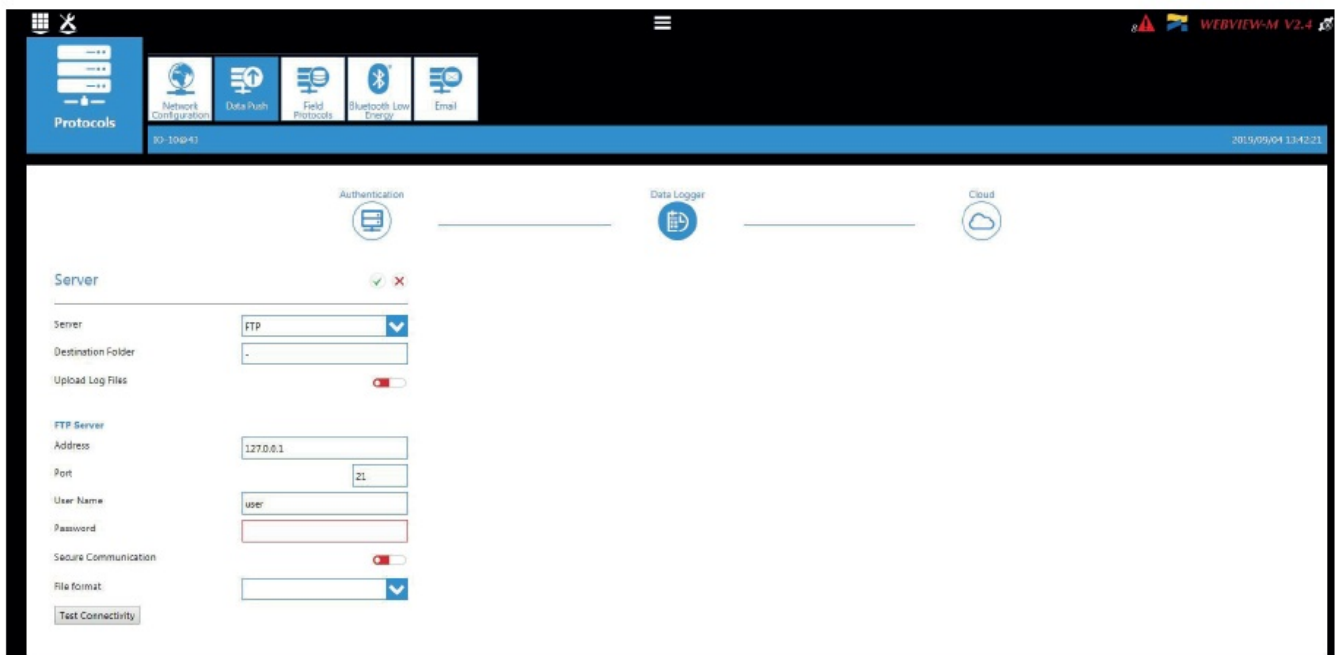 8 WEBVIEW-M V2.4
Protocols
Network Configuration
Data Push
Field Protocols
Bluetooth Low Energy
Email
IO-10@41 2019/09/04 13:42:21
Authentication Data Logger Cloud
Server
Server FTP
Destination Folder -
Upload Log Files
FTP Server
Address 127.0.0.1
Port 21
User Name user
Password
Secure Communication
File format
Test Connectivity